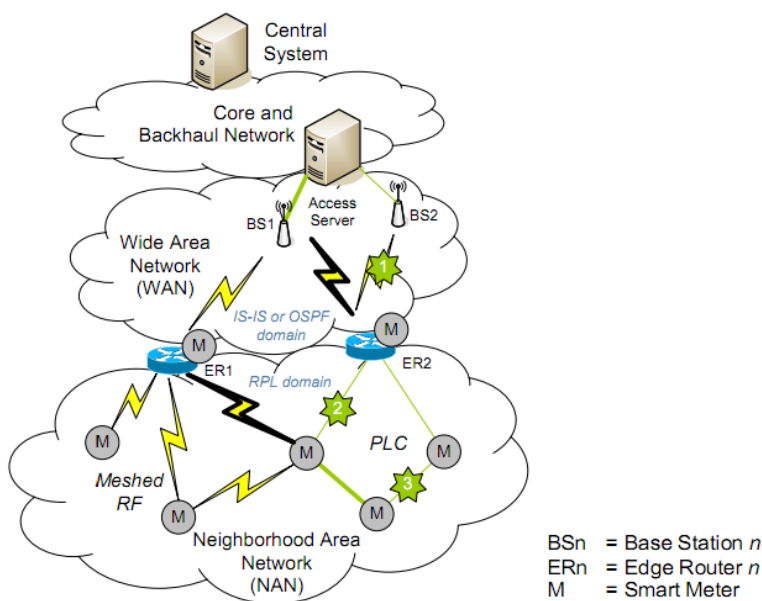 Central
System
Core and
Backhaul Network
Access
Server
BS1
BS2
Wide Area
Network
(WAN)
1
IS-IS or OSPF
domain
M
M
ER1
ER2
RPL domain
2
M
M
PLC
M
Meshed
RF
3
M
M
Neighborhood Area
Network
(NAN)
BSn = Base Station n
ERn = Edge Router n
M = Smart Meter